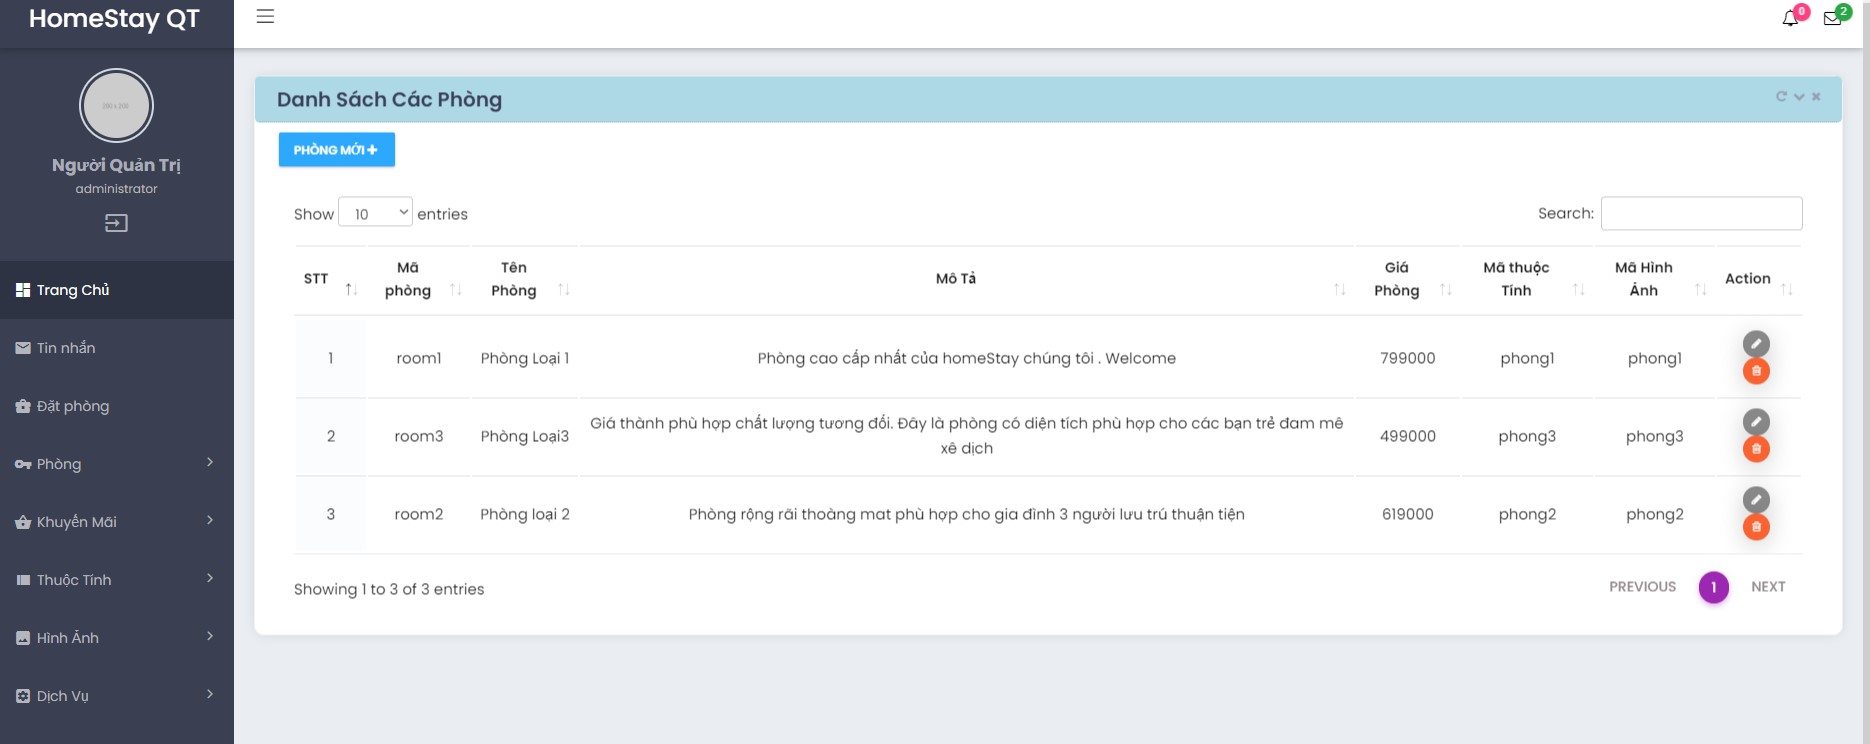 HomeStay QT
0
2
Người Quản Trị
administrator
Trang Chủ
Tin nhắn
Đặt phòng
Phòng
Khuyến Mãi
Thuộc Tính
Hình Ảnh
Dịch Vụ
Danh Sách Các Phòng
PHÒNG MỚI
Show 10 entries
Search:
STT Mã phòng Tên Phòng Mô Tả Giá Phòng Mã thuộc Tính Mã Hình Ảnh Action
1 room1 Phòng Loại 1 Phòng cao cấp nhất của homeStay chúng tôi . Welcome 799000 phong1 phong1
2 room3 Phòng Loại3 Giá thành phù hợp chất lượng tương đối. Đây là phòng có diện tích phù hợp cho các bạn trẻ đam mê
xê dịch 499000 phong3 phong3
3 room2 Phòng loại 2 Phòng rộng rãi thoàng mat phù hợp cho gia đình 3 người lưu trú thuận tiện 619000 phong2 phong2
Showing 1 to 3 of 3 entries
PREVIOUS 1 NEXT